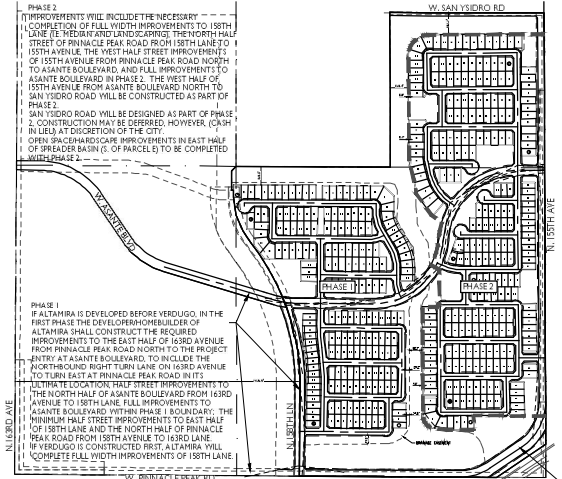 PHASE 2
IMPROVEMENTS WILL INCLUDE THE NECESSARY
COMPLETION OF FULL WIDTH IMPROVEMENTS TO 158TH
LANE (I.E. MEDIAN AND LANDSCAPING), THE NORTH HALF
STREET OF PINNACLE PEAK ROAD FROM 158TH LANE TO
155TH AVENUE, THE WEST HALF STREET IMPROVEMENTS
OF 155TH AVENUE FROM PINNACLE PEAK ROAD NORTH
TO ASANTE BOULEVARD, AND FULL IMPROVEMENTS TO
ASANTE BOULEVARD IN PHASE 2. THE WEST HALF OF
155TH AVENUE FROM ASANTE BOULEVARD NORTH TO
SAN YSIDRO ROAD WILL BE CONSTRUCTED AS PART OF
PHASE 2.
SAN YSIDRO ROAD WILL BE DESIGNED AS PART OF PHASE
2, CONSTRUCTION MAY BE DEFERRED, HOWEVER, (CASH
IN LIEU) AT DISCRETION OF THE CITY.
OPEN SPACE/HARDSCAPE IMPROVEMENTS IN EAST HALF
OF SPREADER BASIN (S. OF PARCEL E) TO BE COMPLETED
WITH PHASE 2.
W. SAN YSIDRO RD
W. ASANTE BLVD
N. 155TH AVE
PHASE 1
PHASE 2
PHASE 1
IF ALTAMIRA IS DEVELOPED BEFORE VERDUGO, IN THE
FIRST PHASE THE DEVELOPER/HOMEBUILDER OF
ALTAMIRA SHALL CONSTRUCT THE REQUIRED
IMPROVEMENTS TO THE EAST HALF OF 163RD AVENUE
FROM PINNACLE PEAK ROAD NORTH TO THE PROJECT
ENTRY AT ASANTE BOULEVARD, TO INCLUDE THE
NORTHBOUND RIGHT TURN LANE ON 163RD AVENUE
TO TURN EAST AT PINNACLE PEAK ROAD IN ITS
ULTIMATE LOCATION, HALF STREET IMPROVEMENTS TO
THE NORTH HALF OF ASANTE BOULEVARD FROM 163RD
AVENUE TO 158TH LANE, FULL IMPROVEMENTS TO
ASANTE BOULEVARD WITHIN PHASE 1 BOUNDARY; THE
MINIMUM HALF STREET IMPROVEMENTS TO EAST HALF
OF 158TH LANE AND THE NORTH HALF OF PINNACLE
PEAK ROAD FROM 158TH AVENUE TO 163RD LANE.
IF VERDUGO IS CONSTRUCTED FIRST, ALTAMIRA WILL
COMPLETE FULL WIDTH IMPROVEMENTS OF 158TH LANE.
N. 163RD AVE
N. 158TH LN
W. PINNACLE PEAK RD